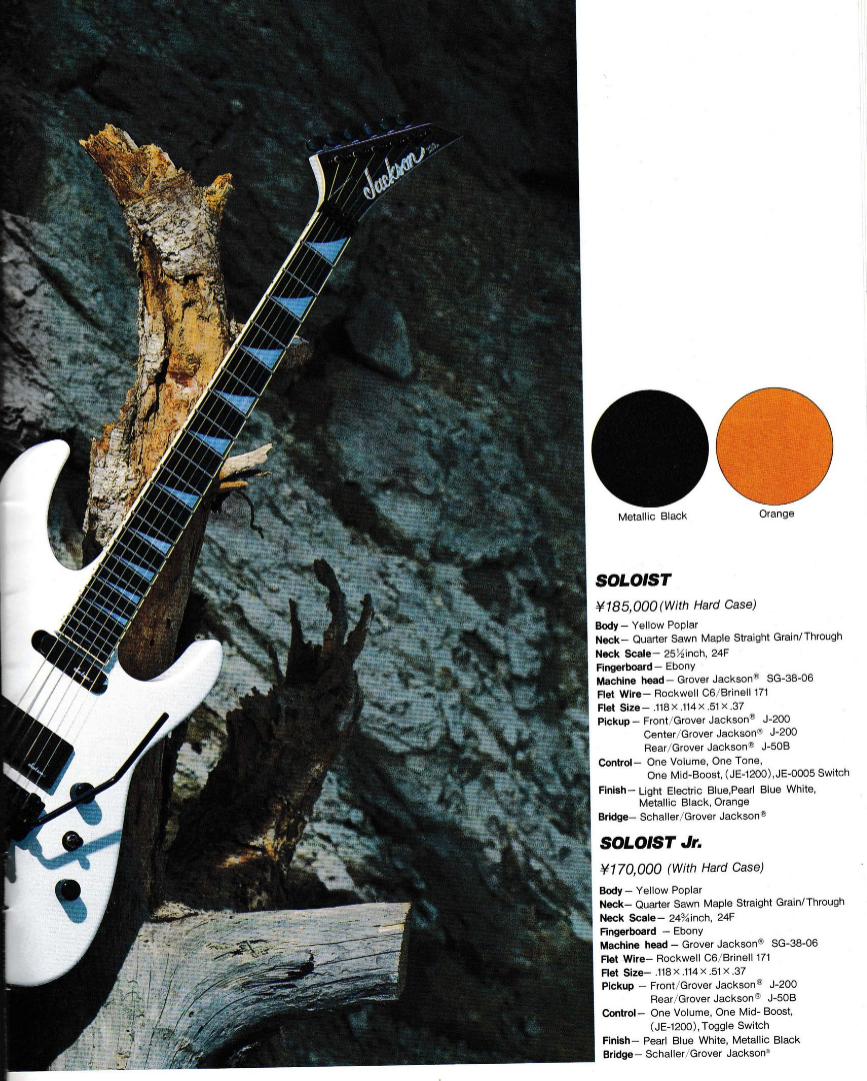 Jackson
Metallic Black
Orange
SOLOIST
¥185,000 (With Hard Case)
Body – Yellow Poplar
Neck – Quarter Sawn Maple Straight Grain/Through
Neck Scale – 25½inch, 24F
Fingerboard – Ebony
Machine head – Grover Jackson® SG-38-06
Flet Wire – Rockwell C6/Brinell 171
Flet Size – .118×.114×.51×.37
Pickup – Front/Grover Jackson® J-200
Center/Grover Jackson® J-200
Rear/Grover Jackson® J-50B
Control – One Volume, One Tone,
One Mid-Boost, (JE-1200),JE-0005 Switch
Finish – Light Electric Blue,Pearl Blue White,
Metallic Black, Orange
Bridge – Schaller/Grover Jackson®
SOLOIST Jr.
¥170,000 (With Hard Case)
Body – Yellow Poplar
Neck – Quarter Sawn Maple Straight Grain/Through
Neck Scale – 24¾inch, 24F
Fingerboard – Ebony
Machine head – Grover Jackson® SG-38-06
Flet Wire – Rockwell C6/Brinell 171
Flet Size – .118×.114×.51×.37
Pickup – Front/Grover Jackson® J-200
Rear/Grover Jackson® J-50B
Control – One Volume, One Mid-Boost,
(JE-1200), Toggle Switch
Finish – Pearl Blue White, Metallic Black
Bridge – Schaller/Grover Jackson®